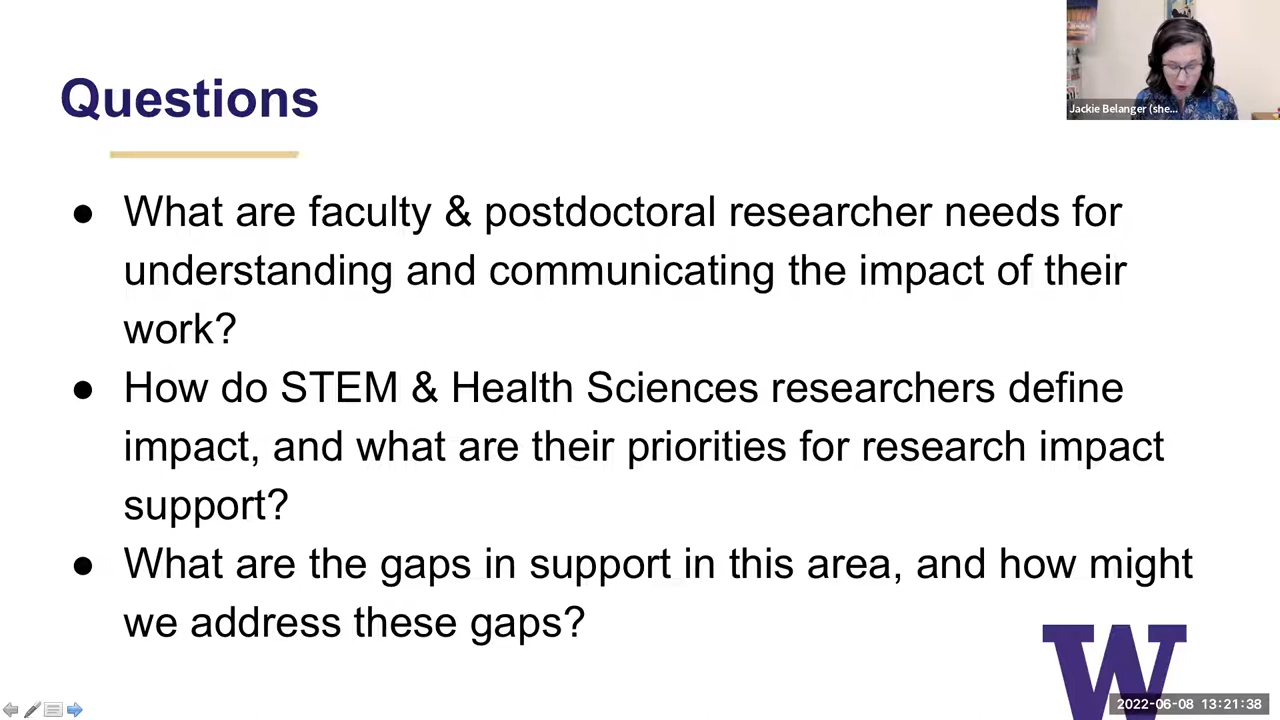 Questions
Jackie Belanger (she...
● What are faculty & postdoctoral researcher needs for
understanding and communicating the impact of their
work?
● How do STEM & Health Sciences researchers define
impact, and what are their priorities for research impact
support?
● What are the gaps in support in this area, and how might
we address these gaps?
W
2022-06-08 13:21:38